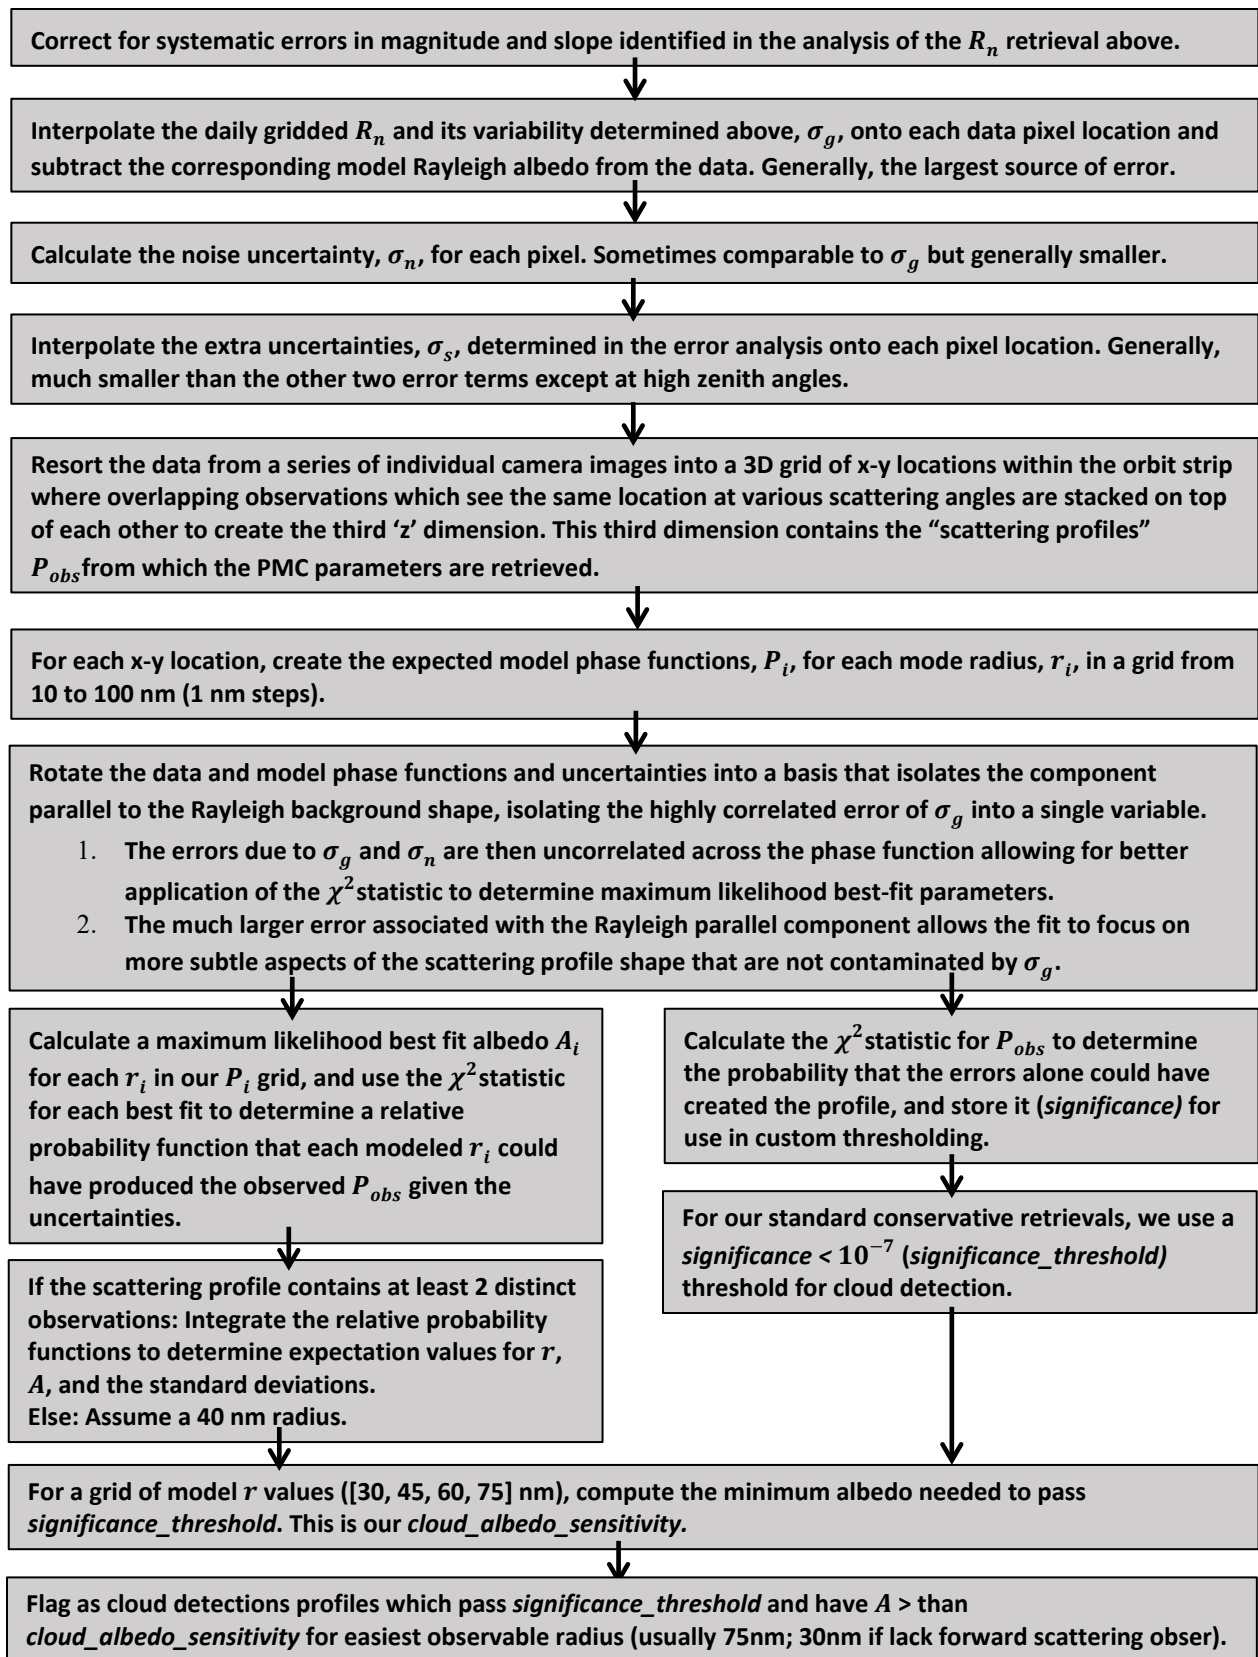 Correct for systematic errors in magnitude and slope identified in the analysis of the Rₙ retrieval above.
Interpolate the daily gridded Rₙ and its variability determined above, σ_g, onto each data pixel location and
subtract the corresponding model Rayleigh albedo from the data. Generally, the largest source of error.
Calculate the noise uncertainty, σₙ, for each pixel. Sometimes comparable to σ_g but generally smaller.
Interpolate the extra uncertainties, σₛ, determined in the error analysis onto each pixel location. Generally,
much smaller than the other two error terms except at high zenith angles.
Resort the data from a series of individual camera images into a 3D grid of x-y locations within the orbit strip
where overlapping observations which see the same location at various scattering angles are stacked on top
of each other to create the third ‘z’ dimension. This third dimension contains the “scattering profiles”
P_obs from which the PMC parameters are retrieved.
For each x-y location, create the expected model phase functions, Pᵢ, for each mode radius, rᵢ, in a grid from
10 to 100 nm (1 nm steps).
Rotate the data and model phase functions and uncertainties into a basis that isolates the component
parallel to the Rayleigh background shape, isolating the highly correlated error of σ_g into a single variable.
1. The errors due to σ_g and σₙ are then uncorrelated across the phase function allowing for better
application of the χ² statistic to determine maximum likelihood best-fit parameters.
2. The much larger error associated with the Rayleigh parallel component allows the fit to focus on
more subtle aspects of the scattering profile shape that are not contaminated by σ_g.
Calculate a maximum likelihood best fit albedo Aᵢ
for each rᵢ in our Pᵢ grid, and use the χ² statistic
for each best fit to determine a relative
probability function that each modeled rᵢ could
have produced the observed P_obs given the
uncertainties.
If the scattering profile contains at least 2 distinct
observations: Integrate the relative probability
functions to determine expectation values for r,
A, and the standard deviations.
Else: Assume a 40 nm radius.
Calculate the χ² statistic for P_obs to determine
the probability that the errors alone could have
created the profile, and store it (significance) for
use in custom thresholding.
For our standard conservative retrievals, we use a
significance < 10⁻⁷ (significance_threshold)
threshold for cloud detection.
For a grid of model r values ([30, 45, 60, 75] nm), compute the minimum albedo needed to pass
significance_threshold. This is our cloud_albedo_sensitivity.
Flag as cloud detections profiles which pass significance_threshold and have A > than
cloud_albedo_sensitivity for easiest observable radius (usually 75nm; 30nm if lack forward scattering obser).